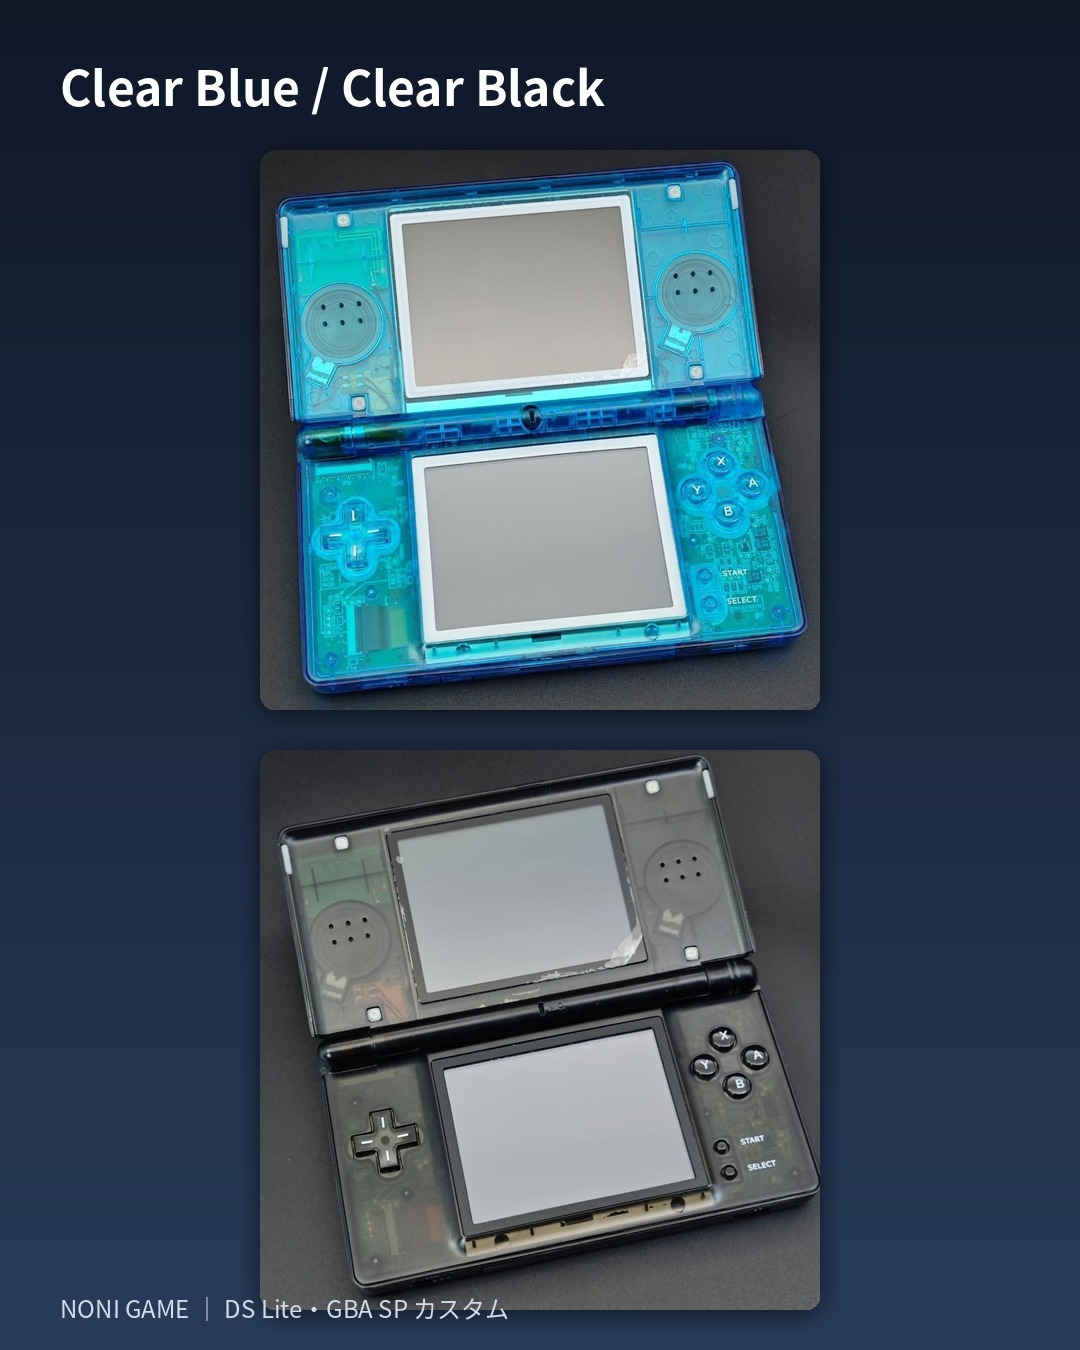 Clear Blue / Clear Black
X
Y
A
B
START
SELECT
X
Y
A
B
START
SELECT
NONI GAME ｜ DS Lite・GBA SP カスタム